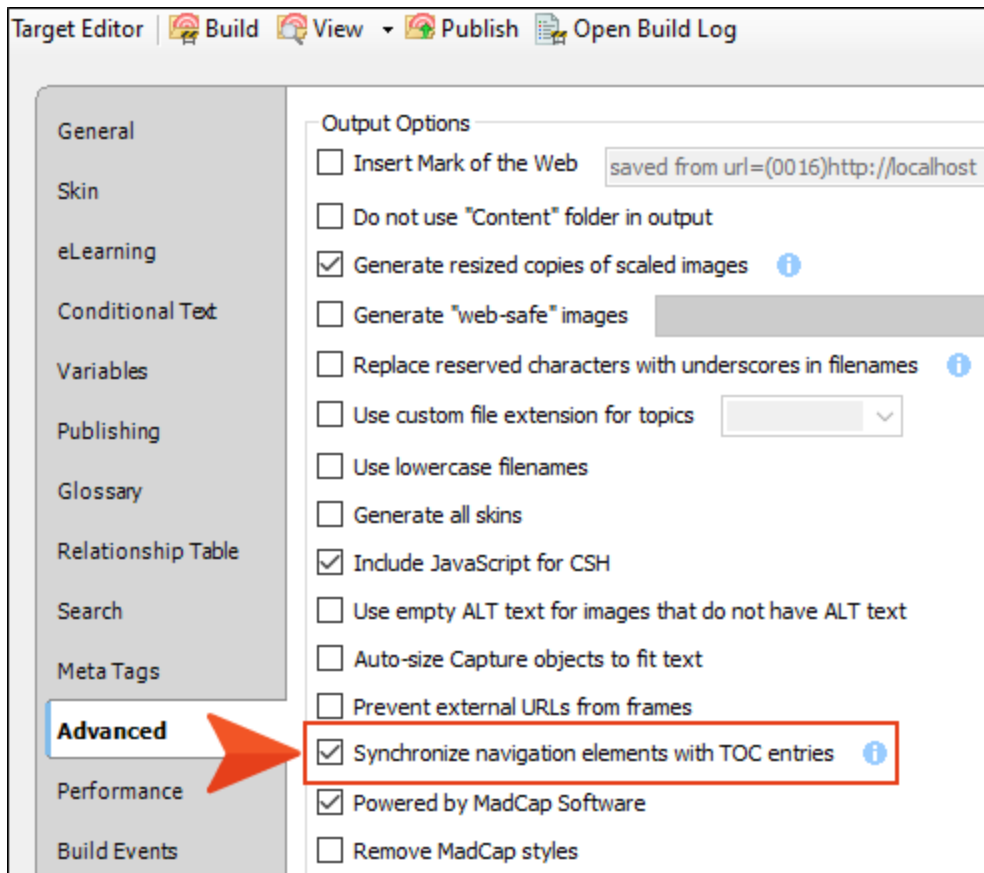 Target Editor Build View Publish Open Build Log
General
Skin
eLearning
Conditional Text
Variables
Publishing
Glossary
Relationship Table
Search
Meta Tags
Advanced
Performance
Build Events
Output Options
Insert Mark of the Web saved from url=(0016)http://localhost
Do not use "Content" folder in output
Generate resized copies of scaled images
Generate "web-safe" images
Replace reserved characters with underscores in filenames
Use custom file extension for topics
Use lowercase filenames
Generate all skins
Include JavaScript for CSH
Use empty ALT text for images that do not have ALT text
Auto-size Capture objects to fit text
Prevent external URLs from frames
Synchronize navigation elements with TOC entries
Powered by MadCap Software
Remove MadCap styles